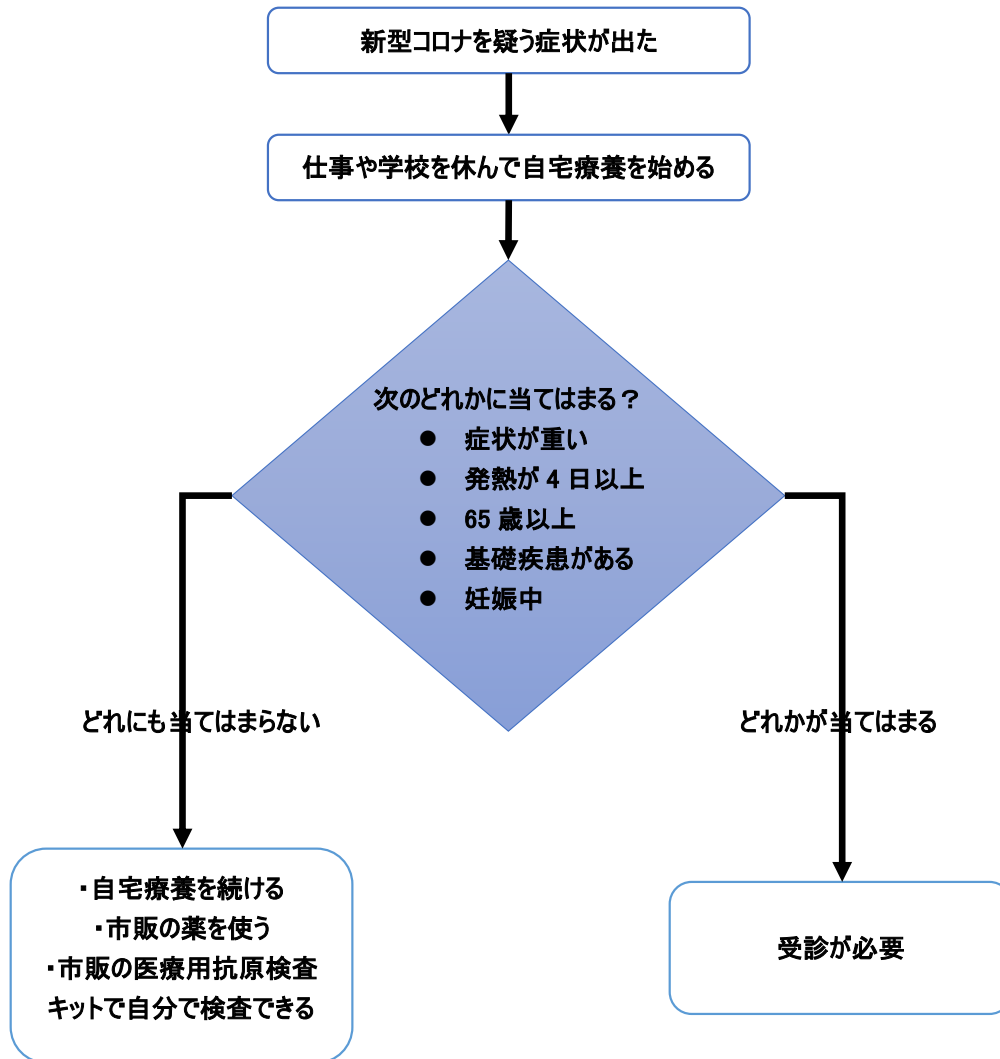 新型コロナを疑う症状が出た
仕事や学校を休んで自宅療養を始める
次のどれかに当てはまる？
● 症状が重い
● 発熱が 4 日以上
● 65 歳以上
● 基礎疾患がある
● 妊娠中
どれにも当てはまらない
どれかが当てはまる
・自宅療養を続ける
・市販の薬を使う
・市販の医療用抗原検査
キットで自分で検査できる
受診が必要